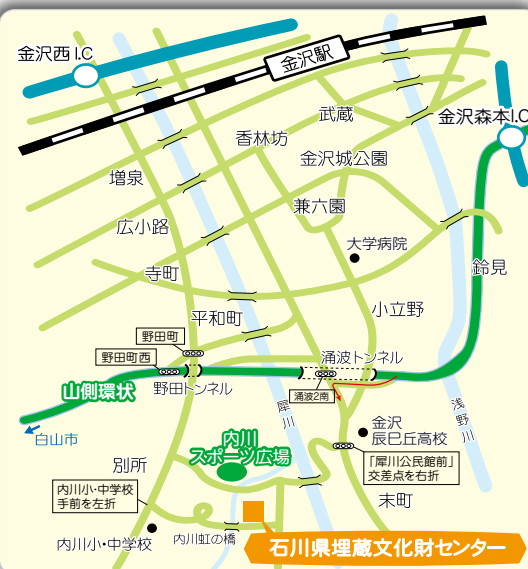 金沢西 I.C
金沢駅
武蔵
金沢森本I.C
香林坊
金沢城公園
増泉
兼六園
広小路
大学病院
寺町
鈴見
小立野
平和町
野田町
野田町西
涌波トンネル
野田トンネル
山側環状
涌波2南
犀川
浅野川
白山市
金沢
辰巳丘高校
内川
スポーツ広場
別所
「犀川公民館前」
交差点を右折
内川小・中学校
手前を左折
末町
内川小・中学校
内川虹の橋
石川県埋蔵文化財センター